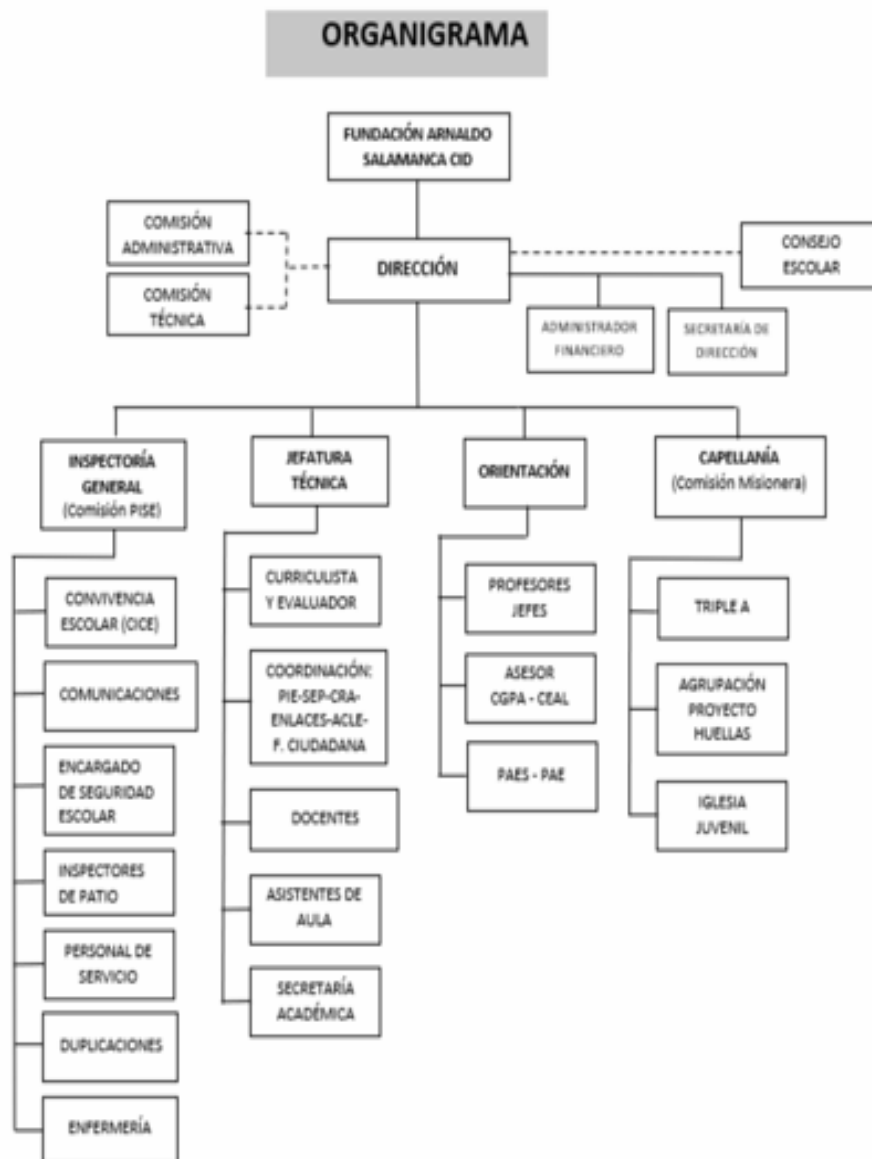 ORGANIGRAMA
FUNDACIÓN ARNALDO
SALAMANCA CID
COMISIÓN
ADMINISTRATIVA
COMISIÓN
TÉCNICA
DIRECCIÓN
CONSEJO
ESCOLAR
ADMINISTRADOR
FINANCIERO
SECRETARÍA DE
DIRECCIÓN
INSPECTORÍA
GENERAL
(Comisión PISE)
CONVIVENCIA
ESCOLAR (CICE)
COMUNICACIONES
ENCARGADO
DE SEGURIDAD
ESCOLAR
INSPECTORES
DE PATIO
PERSONAL DE
SERVICIO
DUPLICACIONES
ENFERMERÍA
JEFATURA
TÉCNICA
CURRICULISTA
Y EVALUADOR
COORDINACIÓN:
PIE-SEP-CRA-
ENLACES-ACLE-
F. CIUDADANA
DOCENTES
ASISTENTES DE
AULA
SECRETARÍA
ACADÉMICA
ORIENTACIÓN
PROFESORES
JEFES
ASESOR
CGPA - CEAL
PAES - PAE
CAPELLANÍA
(Comisión Misionera)
TRIPLE A
AGRUPACIÓN
PROYECTO
HUELLAS
IGLESIA
JUVENIL